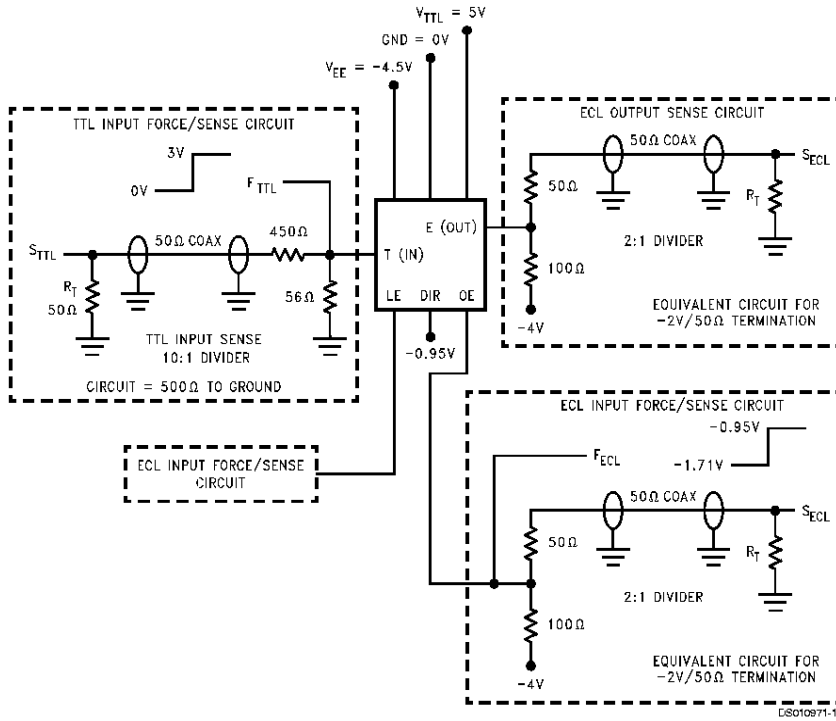 V_TTL = 5V
GND = 0V
V_EE = -4.5V
TTL INPUT FORCE/SENSE CIRCUIT
3V
0V
F_TTL
S_TTL
50Ω COAX
450Ω
R_T
50Ω
56Ω
TTL INPUT SENSE
10:1 DIVIDER
CIRCUIT = 500Ω TO GROUND
E (OUT)
T (IN)
LE DIR OE
-0.95V
ECL OUTPUT SENSE CIRCUIT
50Ω COAX
S_ECL
50Ω
R_T
2:1 DIVIDER
100Ω
-4V
EQUIVALENT CIRCUIT FOR
-2V/50Ω TERMINATION
ECL INPUT FORCE/SENSE
CIRCUIT
ECL INPUT FORCE/SENSE CIRCUIT
-0.95V
F_ECL
-1.71V
50Ω COAX
S_ECL
50Ω
R_T
2:1 DIVIDER
100Ω
-4V
EQUIVALENT CIRCUIT FOR
-2V/50Ω TERMINATION
DS010971-1